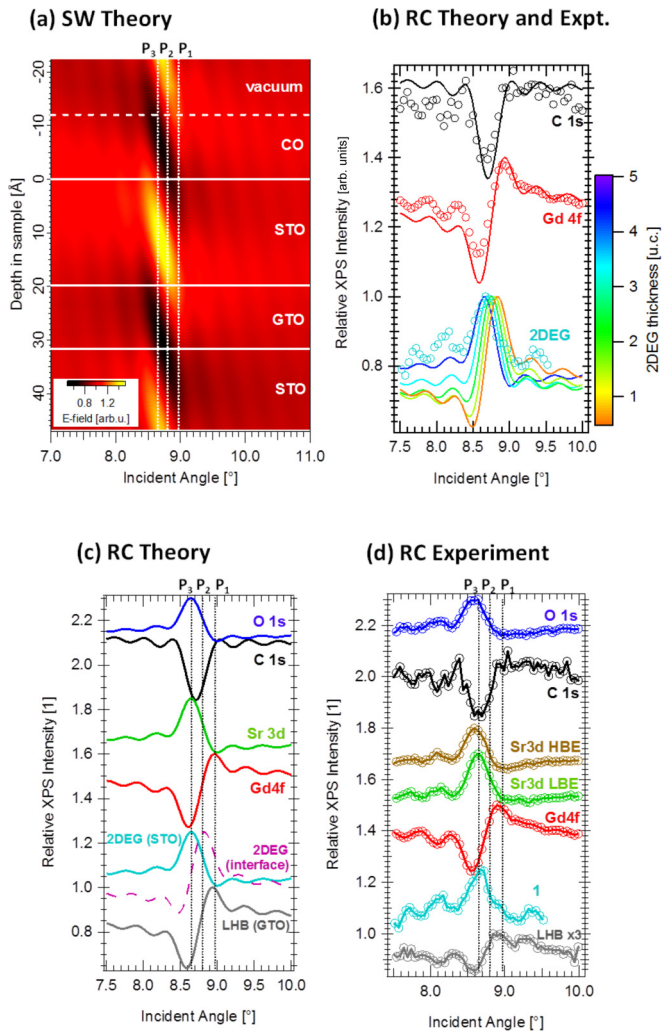 (a) SW Theory
P3 P2 P1
-20
-10
0
10
20
30
40
Depth in sample [Å]
vacuum
CO
STO
GTO
STO
0.8 1.2
E-field [arb.u.]
7.0 8.0 9.0 10.0 11.0
Incident Angle [°]
(b) RC Theory and Expt.
1.6
1.4
1.2
1.0
0.8
Relative XPS Intensity [arb. units]
C 1s
Gd 4f
2DEG
7.5 8.0 8.5 9.0 9.5 10.0
Incident Angle [°]
5
4
3
2
1
2DEG thickness [u.c.]
(c) RC Theory
P3 P2 P1
2.2
2.0
1.8
1.6
1.4
1.2
1.0
0.8
Relative XPS Intensity [1]
O 1s
C 1s
Sr 3d
Gd4f
2DEG (STO)
2DEG
(interface)
LHB (GTO)
7.5 8.0 8.5 9.0 9.5 10.0
Incident Angle [°]
(d) RC Experiment
P3 P2 P1
2.2
2.0
1.8
1.6
1.4
1.2
1.0
Relative XPS Intensity [1]
O 1s
C 1s
Sr3d HBE
Sr3d LBE
Gd4f
1
LHB x3
8.0 9.0 10.0
Incident Angle [°]